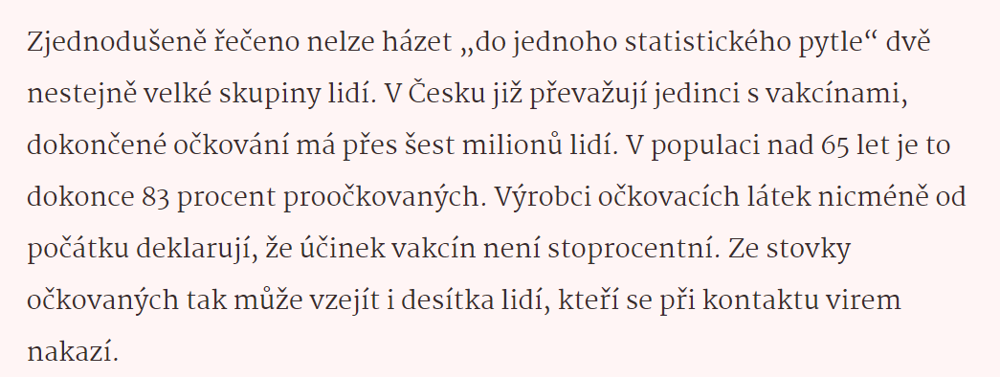 Zjednodušeně řečeno nelze házet „do jednoho statistického pytle“ dvě
nestejně velké skupiny lidí. V Česku již převažují jedinci s vakcínami,
dokončené očkování má přes šest milionů lidí. V populaci nad 65 let je to
dokonce 83 procent proočkovaných. Výrobci očkovacích látek nicméně od
počátku deklarují, že účinek vakcín není stoprocentní. Ze stovky
očkovaných tak může vzejít i desítka lidí, kteří se při kontaktu virem
nakazí.